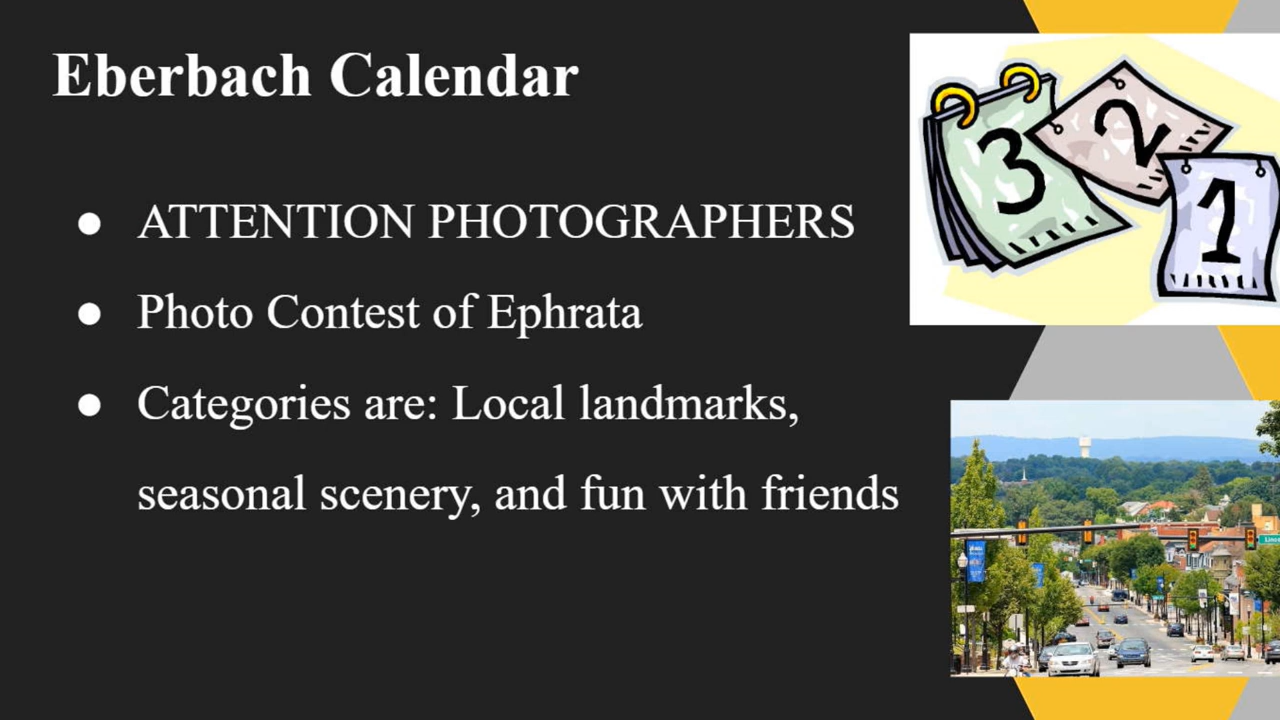 Eberbach Calendar
● ATTENTION PHOTOGRAPHERS
● Photo Contest of Ephrata
● Categories are: Local landmarks,
seasonal scenery, and fun with friends
3
2
1